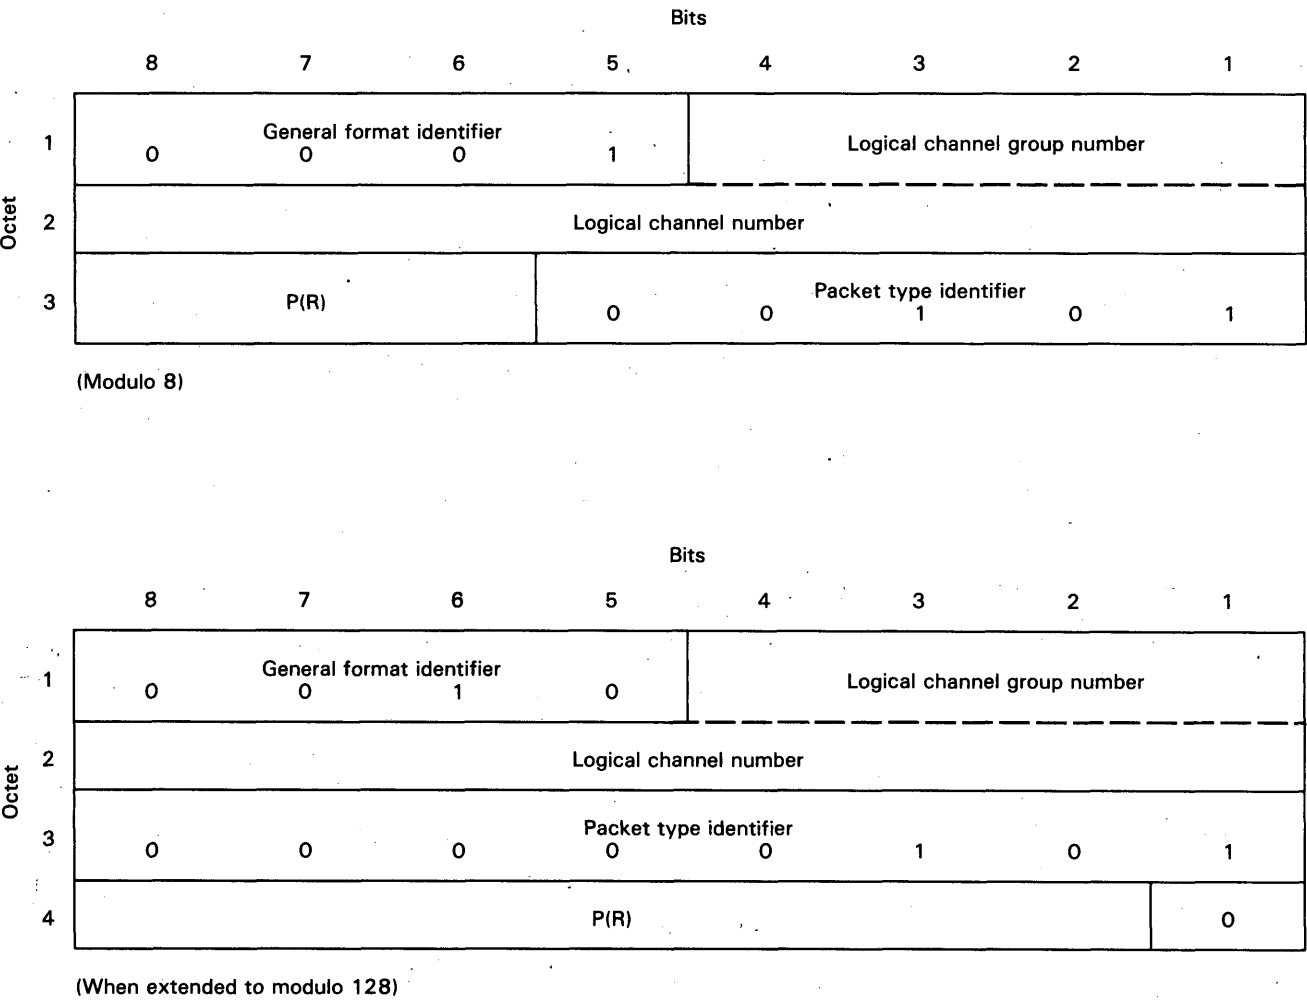 Bits
8 7 6 5 4 3 2 1
Octet
1 General format identifier Logical channel group number
0 0 0 1
2 Logical channel number
3 P(R) Packet type identifier
0 0 1 0 1
(Modulo 8)
Bits
8 7 6 5 4 3 2 1
Octet
1 General format identifier Logical channel group number
0 0 1 0
2 Logical channel number
3 Packet type identifier
0 0 0 0 0 1 0 1
4 P(R) 0
(When extended to modulo 128)